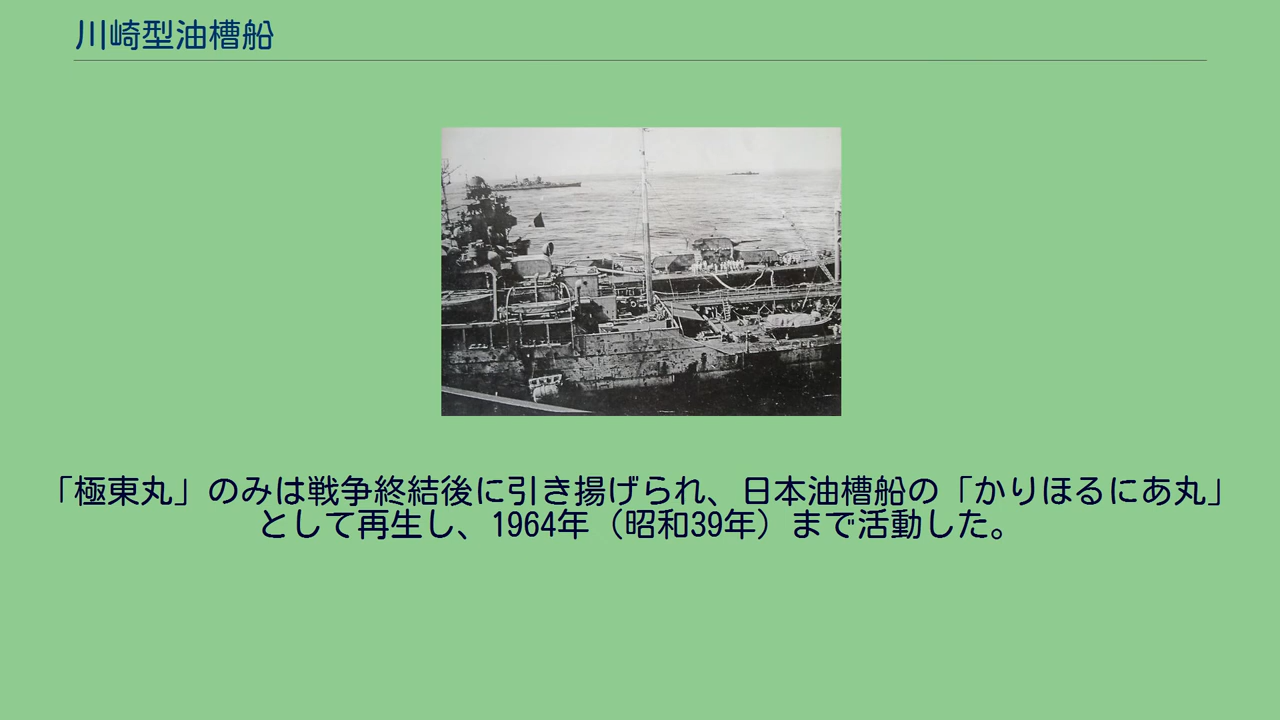 川崎型油槽船
「極東丸」のみは戦争終結後に引き揚げられ、日本油槽船の「かりほるにあ丸」
として再生し、1964年（昭和39年）まで活動した。